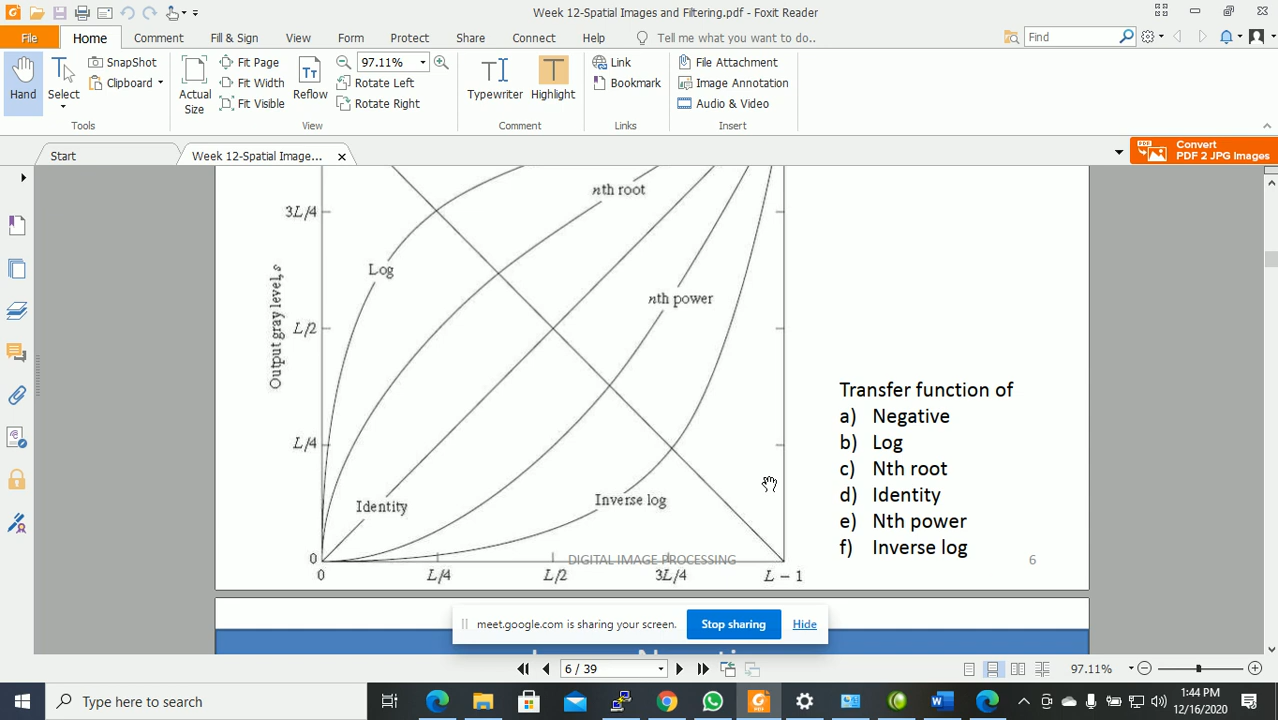 Week 12-Spatial Images and Filtering.pdf - Foxit Reader
File Home Comment Fill & Sign View Form Protect Share Connect Help Tell me what you want to do.. Find
Hand
Select
SnapShot
Clipboard
Tools
Actual
Size
Fit Page
Fit Width
Fit Visible
Reflow
97.11%
Rotate Left
Rotate Right
View
Typewriter
Highlight
Comment
Link
Bookmark
Links
File Attachment
Image Annotation
Audio & Video
Insert
Start
Week 12-Spatial Image...
Convert
PDF 2 JPG Images
nth root
3L/4
Log
nth power
Output gray level, s
L/2
L/4
Identity
Inverse log
0
DIGITAL IMAGE PROCESSING
6
0 L/4 L/2 3L/4 L − 1
Transfer function of
a) Negative
b) Log
c) Nth root
d) Identity
e) Nth power
f) Inverse log
meet.google.com is sharing your screen. Stop sharing Hide
6 / 39
97.11%
Type here to search
1:44 PM
12/16/2020